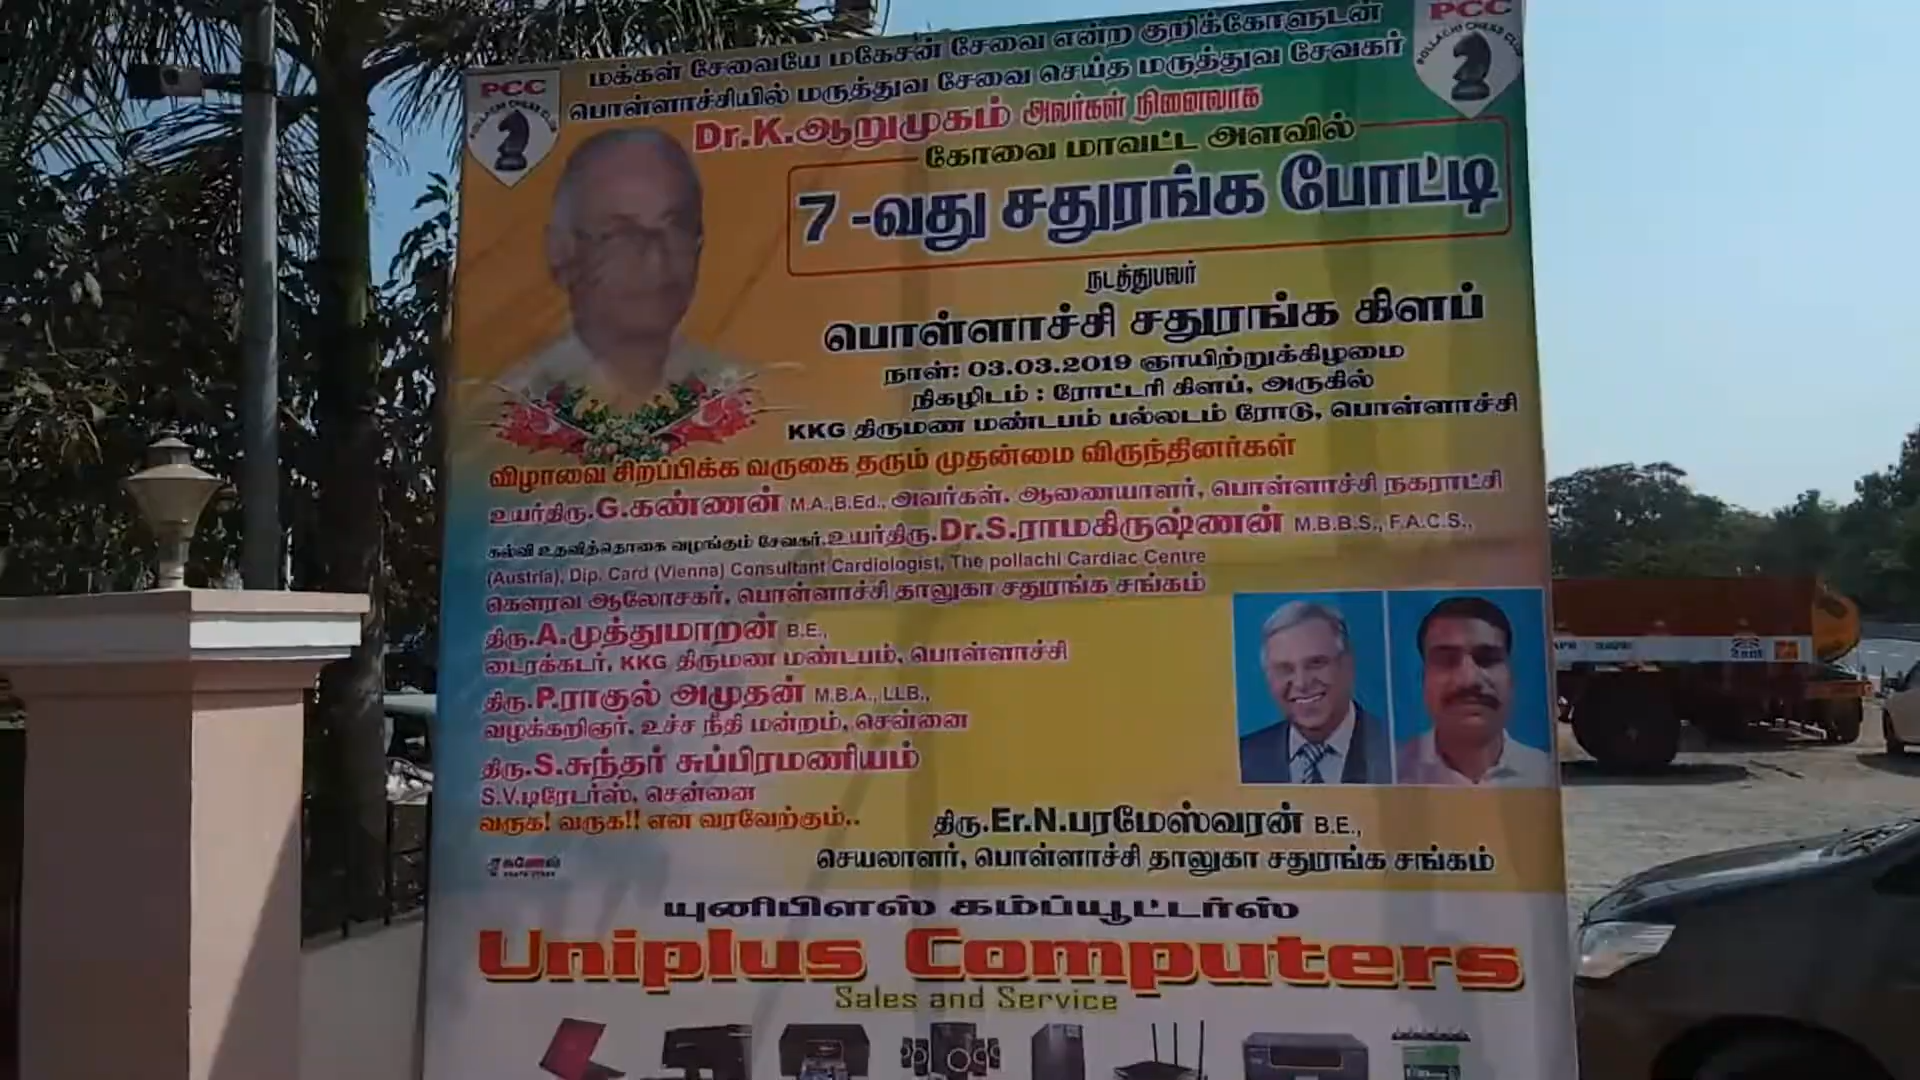 மக்கள் சேவையே மகேசன் சேவை என்ற குறிக்கோளுடன்
பொள்ளாச்சியில் மருத்துவ சேவை செய்த மருத்துவ சேவகர்
Dr.K.ஆறுமுகம் அவர்கள் நினைவாக
கோவை மாவட்ட அளவில்
7-வது சதுரங்க போட்டி
நடத்துபவர்
பொள்ளாச்சி சதுரங்க கிளப்
நாள்: 03.03.2019 ஞாயிற்றுக்கிழமை
நிகழிடம் : ரோட்டரி கிளப், அருகில்
KKG திருமண மண்டபம் பல்லடம் ரோடு, பொள்ளாச்சி
விழாவை சிறப்பிக்க வருகை தரும் முதன்மை விருந்தினர்கள்
உயர்திரு.G.கண்ணன் M.A.,B.Ed., அவர்கள். ஆணையாளர், பொள்ளாச்சி நகராட்சி
கல்வி உதவித்தொகை வழங்கும் சேவகர்.உயர்திரு.Dr.S.ராமகிருஷ்ணன் M.B.B.S., F.A.C.S.,
(Austria), Dip. Card (Vienna) Consultant Cardiologist, The pollachi Cardiac Centre
கௌரவ ஆலோசகர், பொள்ளாச்சி தாலுகா சதுரங்க சங்கம்
திரு.A.முத்துமாறன் B.E.,
டைரக்டர், KKG திருமண மண்டபம், பொள்ளாச்சி
திரு.P.ராகுல் அமுதன் M.B.A., LLB.,
வழக்கறிஞர், உச்ச நீதி மன்றம், சென்னை
திரு.S.சுந்தர் சுப்பிரமணியம்
S.V.டிரேடர்ஸ், சென்னை
வருக! வருக!! என வரவேற்கும்..
திரு.Er.N.பரமேஸ்வரன் B.E.,
செயலாளர், பொள்ளாச்சி தாலுகா சதுரங்க சங்கம்
யுனிபிளஸ் கம்ப்யூட்டர்ஸ்
Uniplus Computers
Sales and Service
PCC
POLLACHI CHESS CLUB
PCC
POLLACHI CHESS CLUB